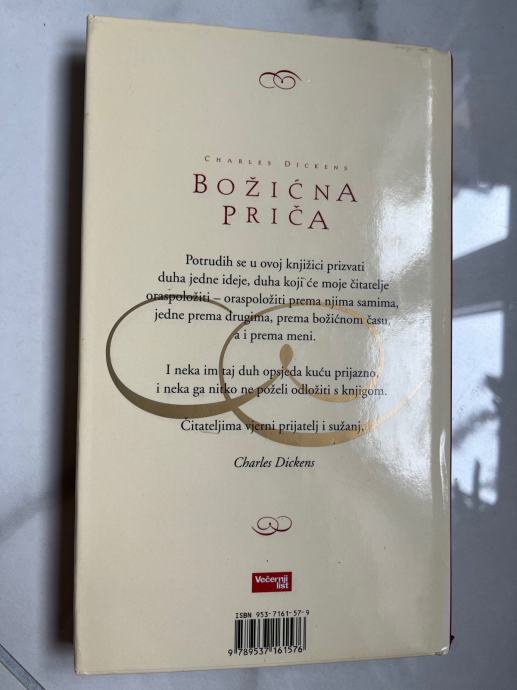 CHARLES DICKENS
BOŽIĆNA
PRIČA
Potrudih se u ovoj knjižici prizvati
duha jedne ideje, duha koji će moje čitatelje
oraspoložiti – oraspoložiti prema njima samima,
jedne prema drugima, prema božićnom času,
a i prema meni.
I neka im taj duh opsjeda kuću prijazno,
i neka ga nitko ne poželi odložiti s knjigom.
Čitateljima vjerni prijatelj i sužanj,
Charles Dickens
Večernji
list
ISBN 953-7161-57-9
9 789537 161576